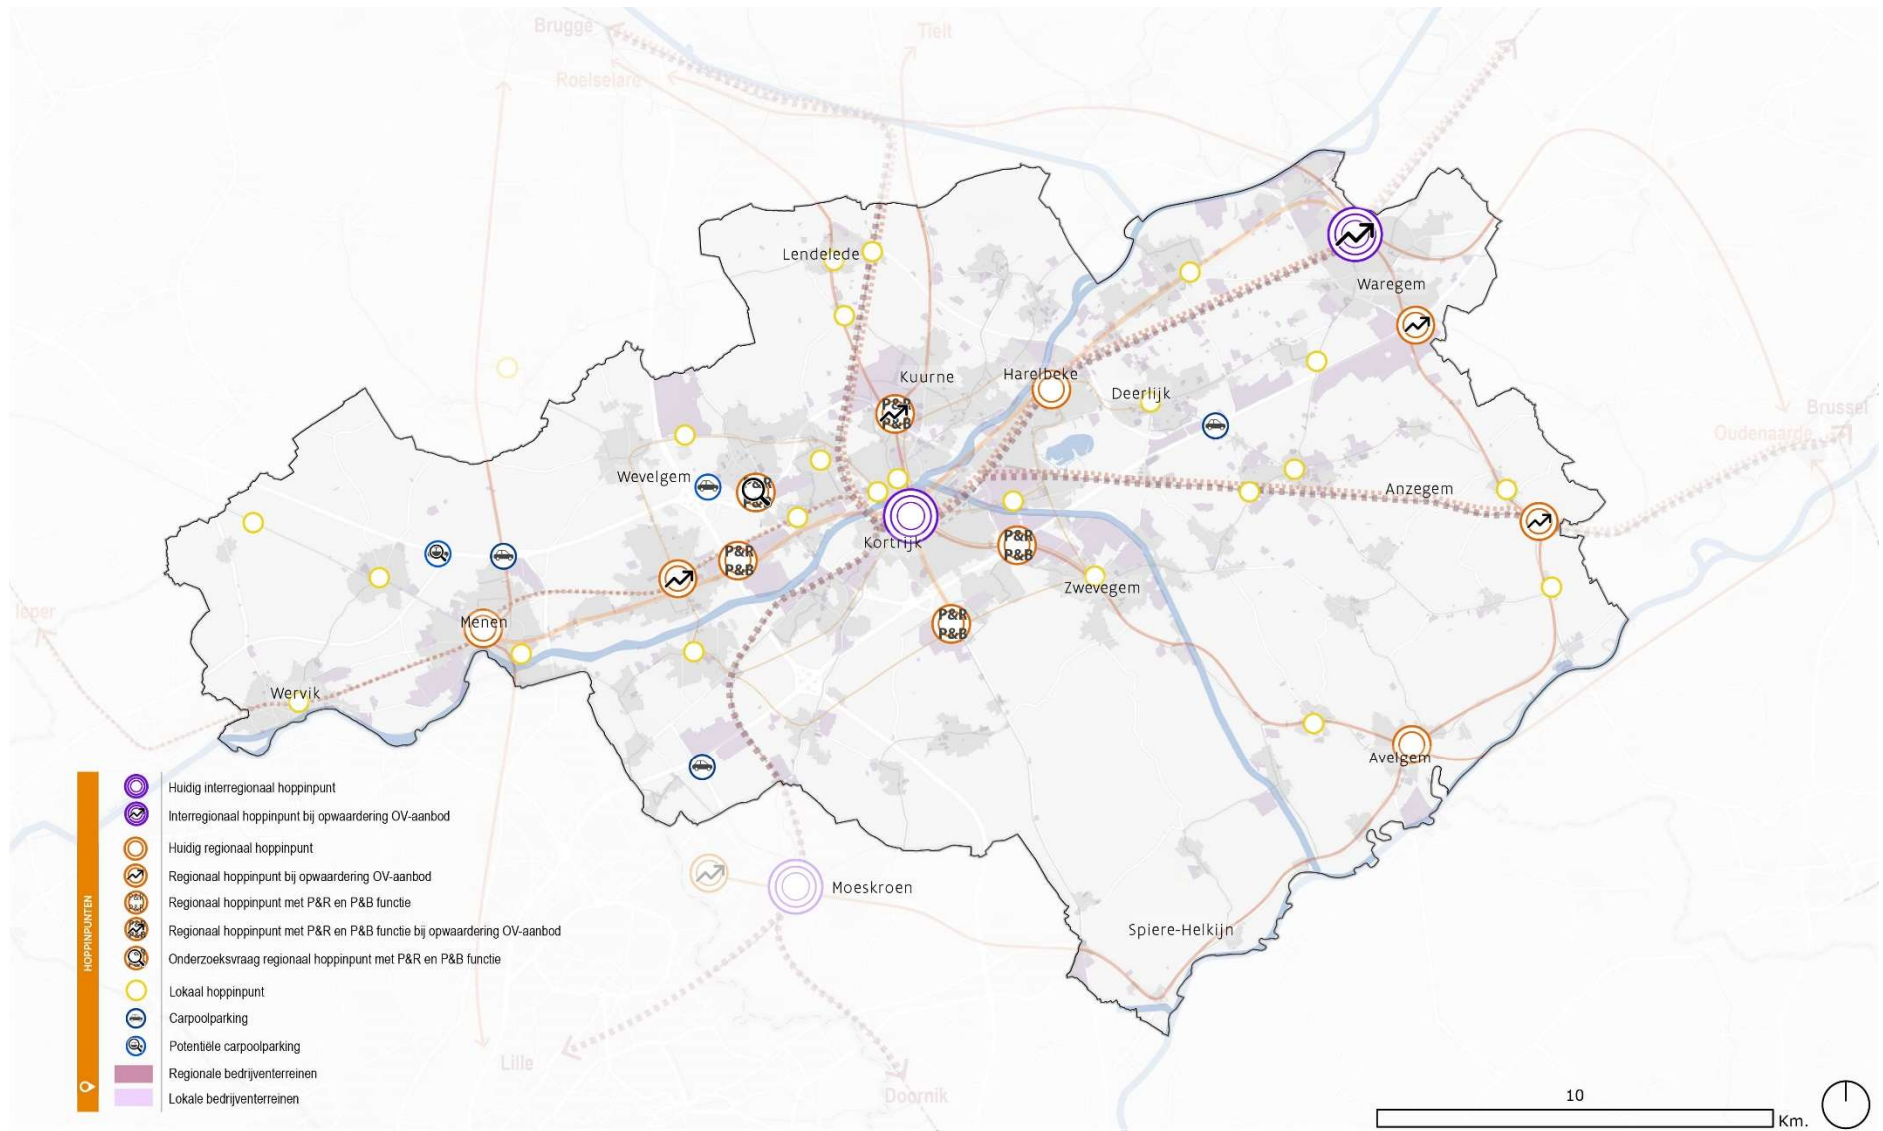 Brugge
Tielt
Roelselare
Lendelede
Waregem
Kuurne
Harelbeke
Deerlijk
Brussel
Oudenaarde
P&R
P&B
Wevelgem
Anzegem
P&R
P&B
Kortrijk
P&R
P&B
P&R
P&B
Zwevegem
Ieper
Menen
P&R
P&B
Wervik
Avelgem
Moeskroen
Spiere-Helkijn
Lille
Doornik
HOPPINPUNTEN
Huidig interregionaal hoppinpunt
Interregionaal hoppinpunt bij opwaardering OV-aanbod
Huidig regionaal hoppinpunt
Regionaal hoppinpunt bij opwaardering OV-aanbod
Regionaal hoppinpunt met P&R en P&B functie
Regionaal hoppinpunt met P&R en P&B functie bij opwaardering OV-aanbod
Onderzoeksvraag regionaal hoppinpunt met P&R en P&B functie
Lokaal hoppinpunt
Carpoolparking
Potentiële carpoolparking
Regionale bedrijventerreinen
Lokale bedrijventerreinen
10
Km.